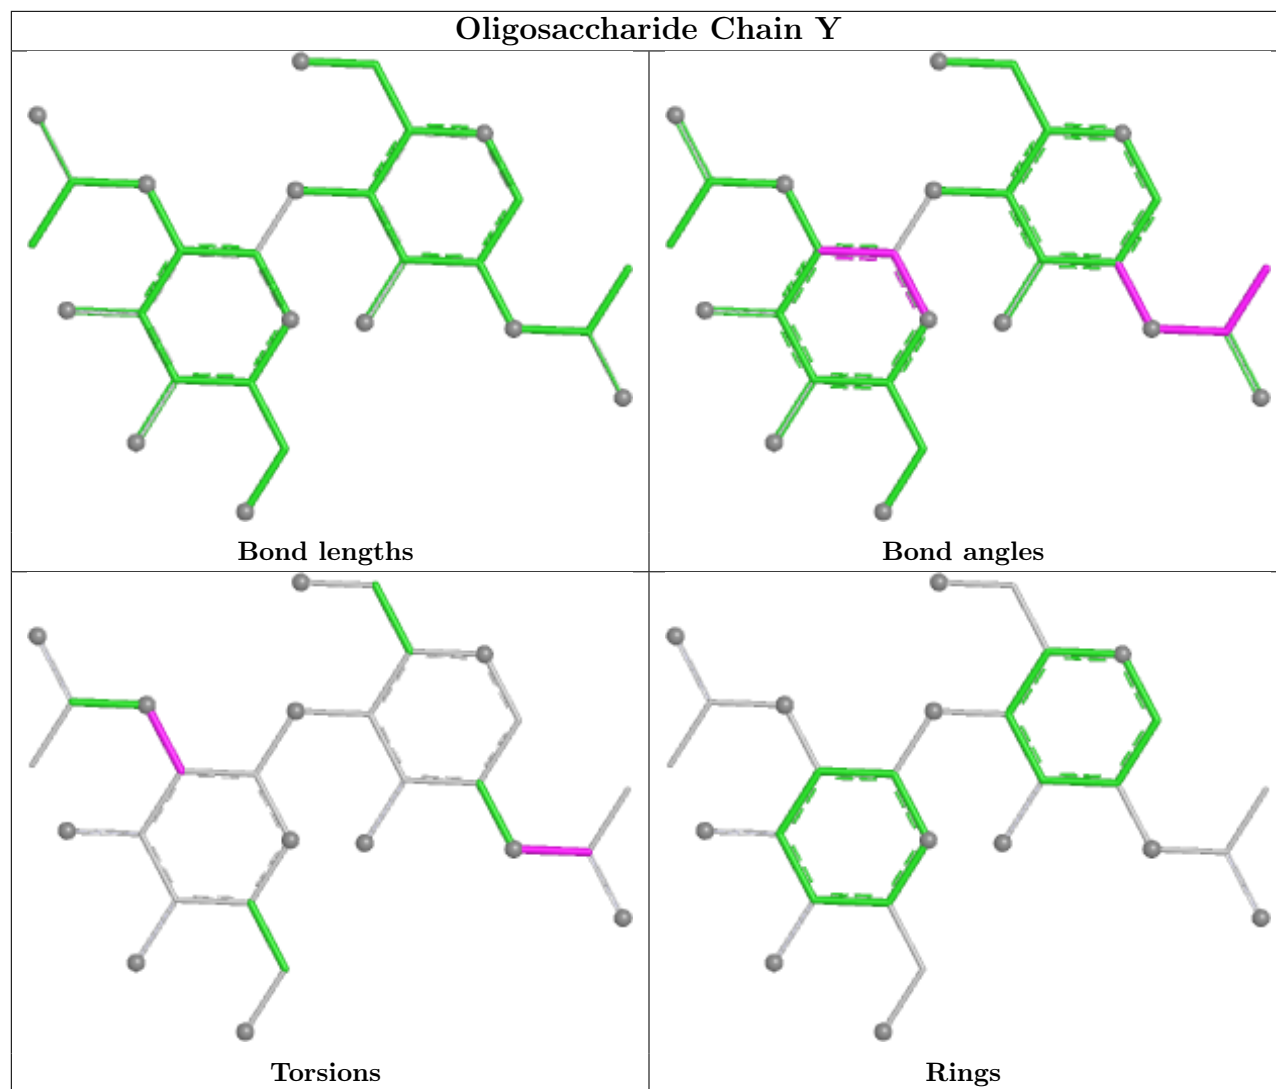 Oligosaccharide Chain Y
Bond lengths
Bond angles
Torsions
Rings